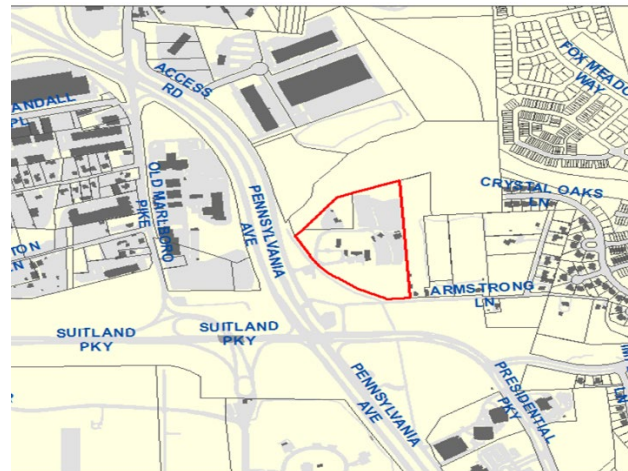 ACCESS
RD
FOX MEADOW
WAY
ANDALL
PL
OLD MARLBORO
PIKE
PENNSYLVANIA
AVE
CRYSTAL OAKS
LN
TON
N
ARMSTRONG
LN
SUITLAND
PKY
SUITLAND
PKY
PENNSYLVANIA
AVE
PRESIDENTIAL
PKY
LN